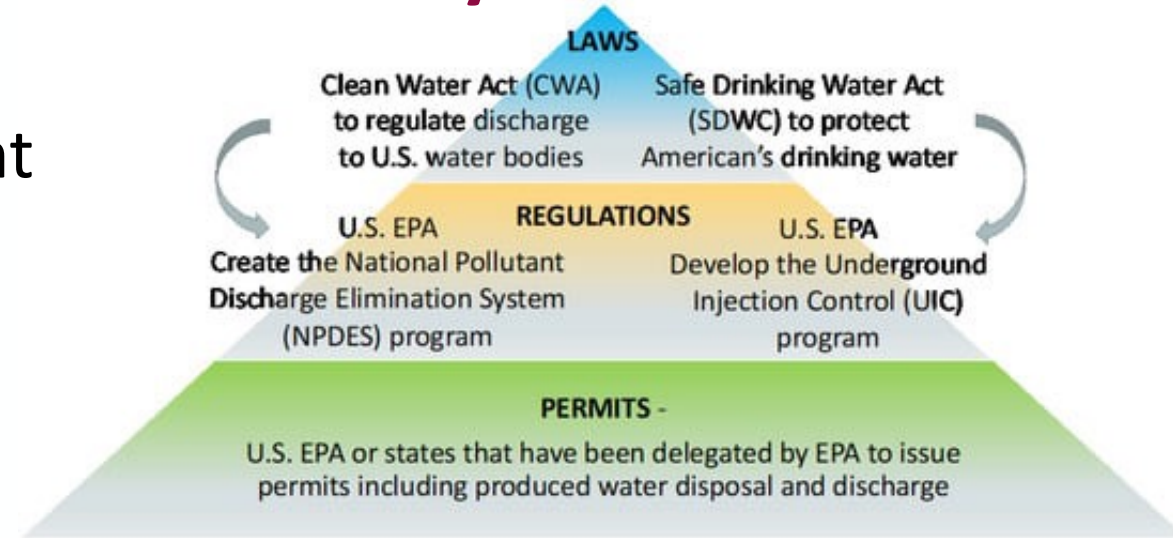 nt
LAWS
Clean Water Act (CWA)
to regulate discharge
to U.S. water bodies
Safe Drinking Water Act
(SDWC) to protect
American's drinking water
REGULATIONS
U.S. EPA
Create the National Pollutant
Discharge Elimination System
(NPDES) program
U.S. EPA
Develop the Underground
Injection Control (UIC)
program
PERMITS -
U.S. EPA or states that have been delegated by EPA to issue
permits including produced water disposal and discharge